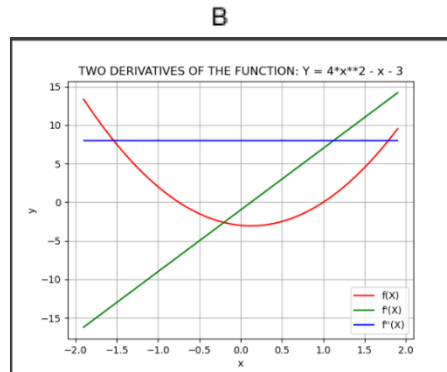 B
TWO DERIVATIVES OF THE FUNCTION: Y = 4*x**2 - x - 3
15
10
5
0
−5
−10
−15
y
f(X)
f'(X)
f''(X)
−2.0 −1.5 −1.0 −0.5 0.0 0.5 1.0 1.5 2.0
x